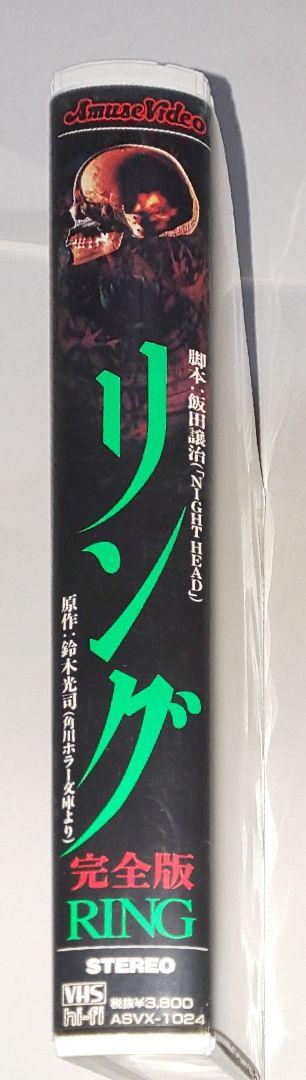 Amuse Video
脚本：飯田譲治（「NIGHT HEAD」）
リング
原作：鈴木光司（角川ホラー文庫より）
完全版
RING
STEREO
VHS
hi-fi
税抜¥3,800
ASVX-1024